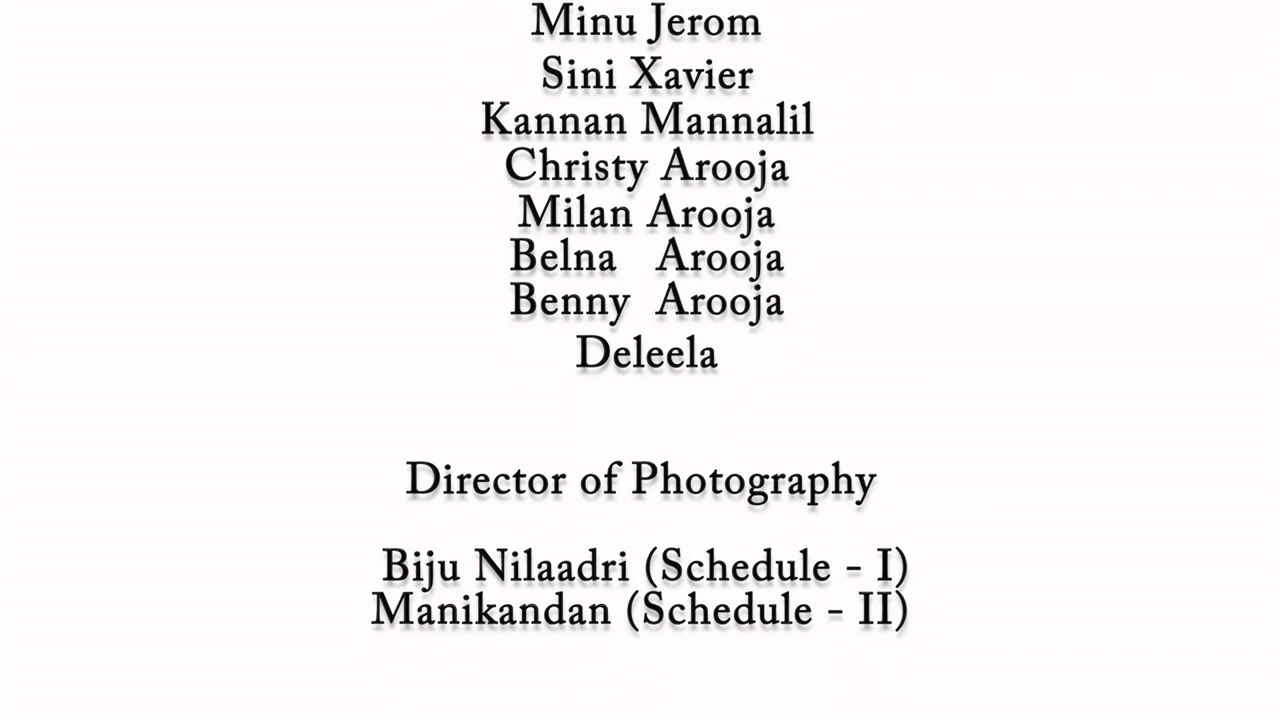 Minu Jerom
Sini Xavier
Kannan Mannalil
Christy Arooja
Milan Arooja
Belna Arooja
Benny Arooja
Deleela
Director of Photography
Biju Nilaadri (Schedule - I)
Manikandan (Schedule - II)